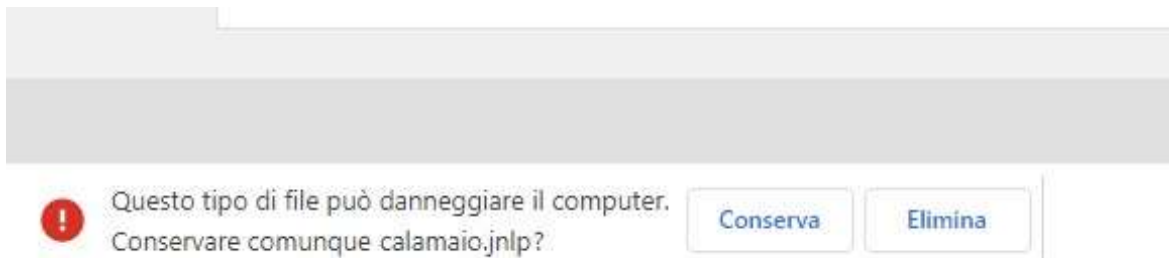 Questo tipo di file può danneggiare il computer.
Conservare comunque calamaio.jnlp?
Conserva
Elimina